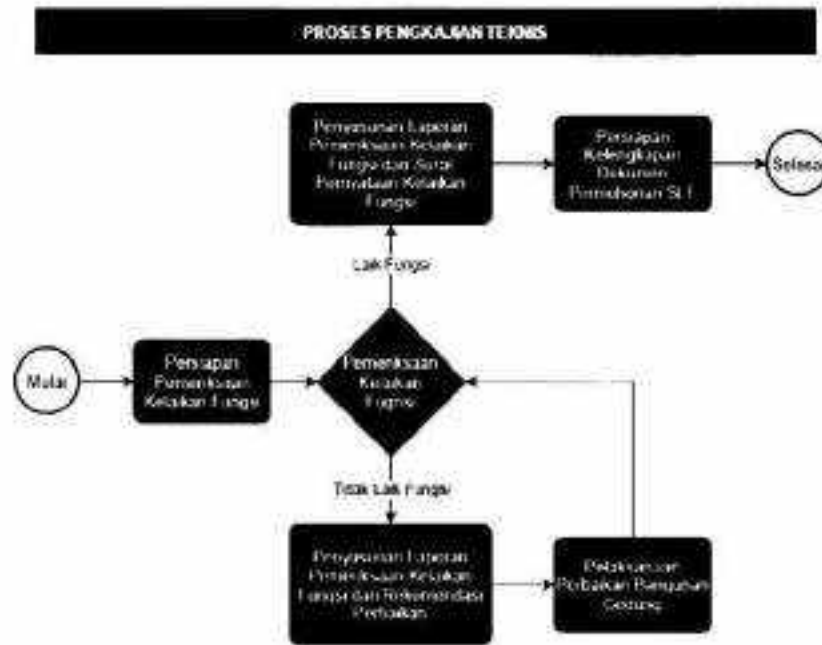 PROSES PENGKAJIAN TEKNIS
Penyusunan Laporan
Pemeriksaan Kelaikan
Fungsi dan Surat
Pernyataan Kelaikan
Fungsi
Persiapan
Kelengkapan
Dokumen
Permohonan SLF
Selesai
Laik Fungsi
Mulai
Persiapan
Pemeriksaan
Kelaikan Fungsi
Pemeriksaan
Kelaikan
Tidak Laik Fungsi
Penyusunan Laporan
Pemeriksaan Kelaikan
Fungsi dan Rekomendasi
Perbaikan
Pelaksanaan
Perbaikan Bangunan
Gedung